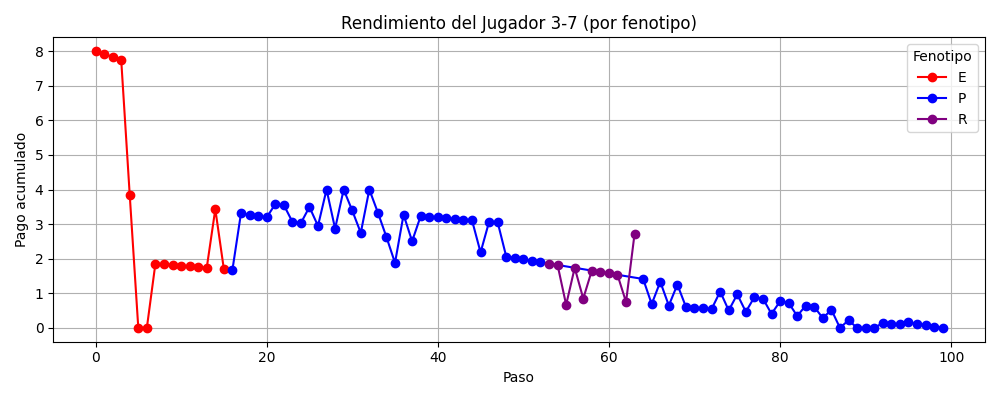 Rendimiento del Jugador 3-7 (por fenotipo)
Pago acumulado
8
7
6
5
4
3
2
1
0
Fenotipo
E
P
R
0 20 40 60 80 100
Paso